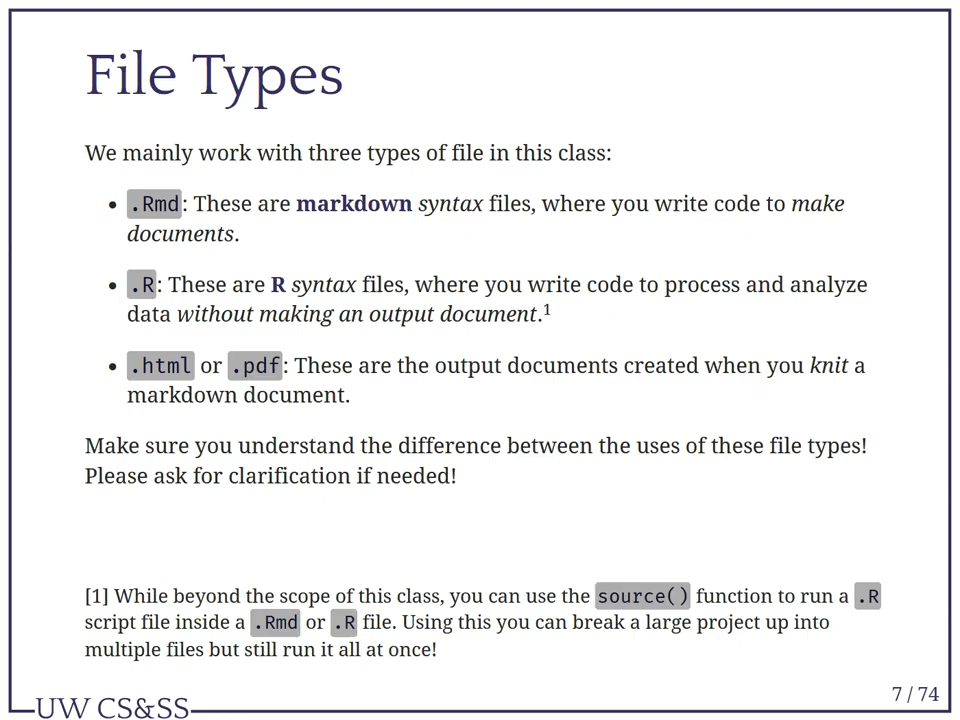 File Types
We mainly work with three types of file in this class:
• .Rmd: These are markdown syntax files, where you write code to make
documents.
• .R: These are R syntax files, where you write code to process and analyze
data without making an output document.¹
• .html or .pdf: These are the output documents created when you knit a
markdown document.
Make sure you understand the difference between the uses of these file types!
Please ask for clarification if needed!
[1] While beyond the scope of this class, you can use the source() function to run a .R
script file inside a .Rmd or .R file. Using this you can break a large project up into
multiple files but still run it all at once!
7 / 74
UW CS&SS